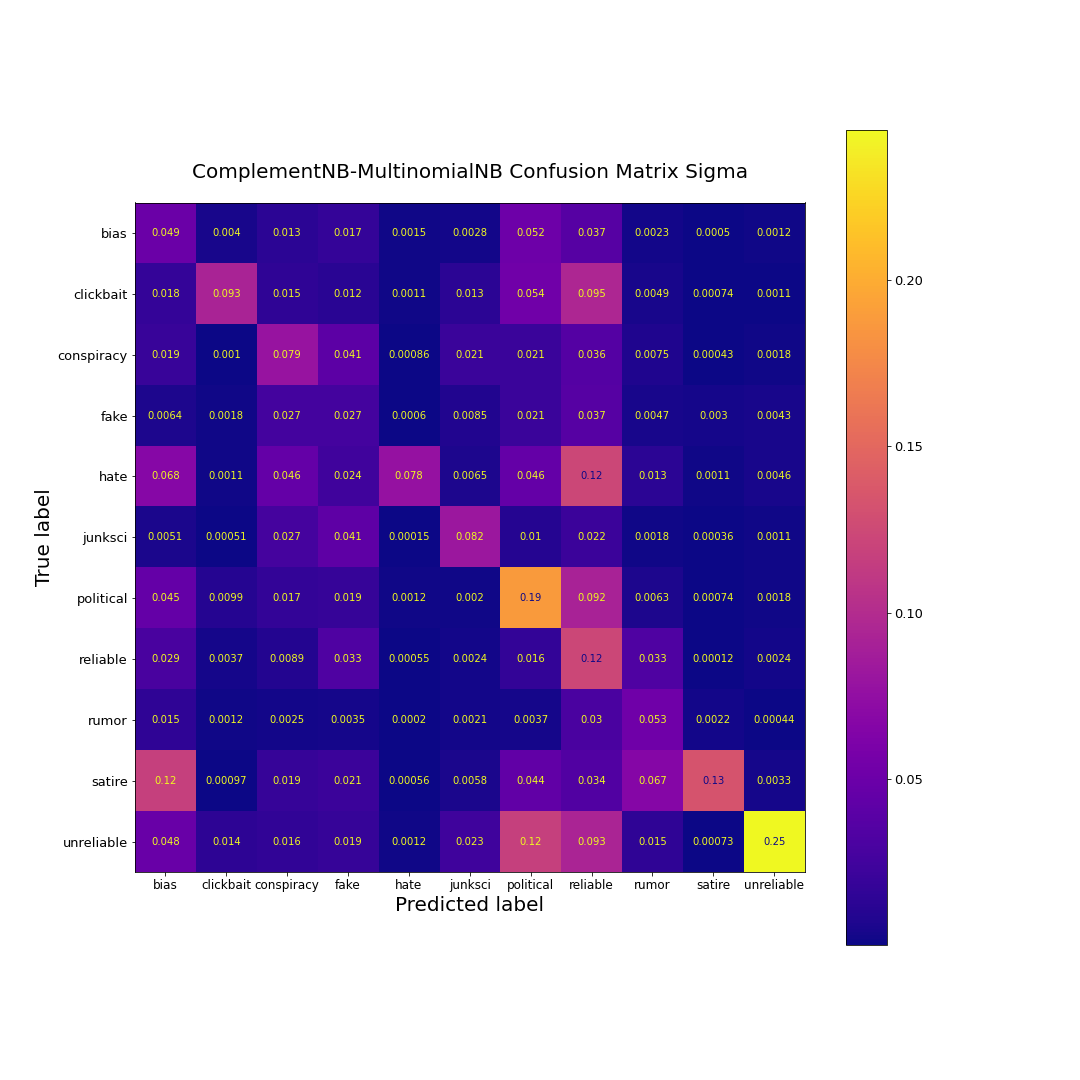 ComplementNB-MultinomialNB Confusion Matrix Sigma
bias 0.049 0.004 0.013 0.017 0.0015 0.0028 0.052 0.037 0.0023 0.0005 0.0012
clickbait 0.018 0.093 0.015 0.012 0.0011 0.013 0.054 0.095 0.0049 0.00074 0.0011
conspiracy 0.019 0.001 0.079 0.041 0.00086 0.021 0.021 0.036 0.0075 0.00043 0.0018
fake 0.0064 0.0018 0.027 0.027 0.0006 0.0085 0.021 0.037 0.0047 0.003 0.0043
hate 0.068 0.0011 0.046 0.024 0.078 0.0065 0.046 0.12 0.013 0.0011 0.0046
junksci 0.0051 0.00051 0.027 0.041 0.00015 0.082 0.01 0.022 0.0018 0.00036 0.0011
political 0.045 0.0099 0.017 0.019 0.0012 0.002 0.19 0.092 0.0063 0.00074 0.0018
reliable 0.029 0.0037 0.0089 0.033 0.00055 0.0024 0.016 0.12 0.033 0.00012 0.0024
rumor 0.015 0.0012 0.0025 0.0035 0.0002 0.0021 0.0037 0.03 0.053 0.0022 0.00044
satire 0.12 0.00097 0.019 0.021 0.00056 0.0058 0.044 0.034 0.067 0.13 0.0033
unreliable 0.048 0.014 0.016 0.019 0.0012 0.023 0.12 0.093 0.015 0.00073 0.25
bias clickbait conspiracy fake hate junksci political reliable rumor satire unreliable
Predicted label
True label
0.20
0.15
0.10
0.05